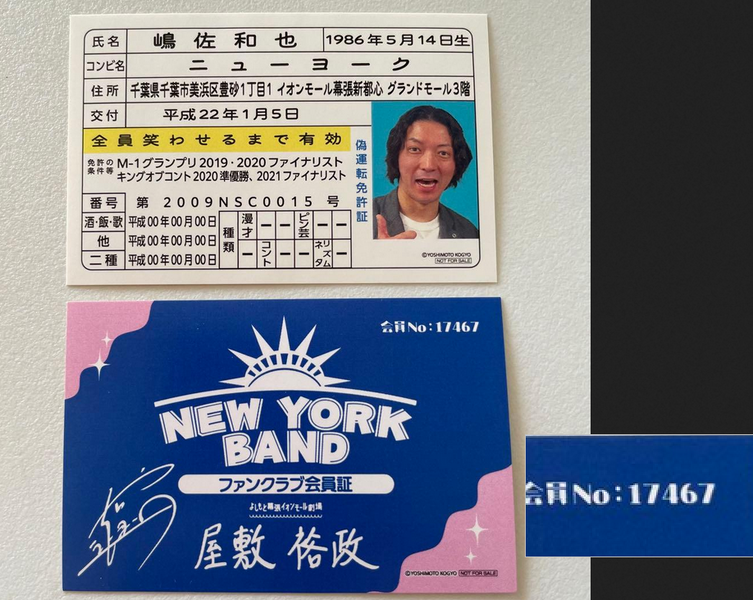 氏名 嶋佐和也 1986年5月14日生
コンビ名 ニューヨーク
住所 千葉県千葉市美浜区豊砂1丁目1 イオンモール幕張新都心 グランドモール3階
交付 平成22年1月5日
全員笑わせるまで有効
免許の条件等 M-1グランプリ2019・2020ファイナリスト
キングオブコント2020準優勝、2021ファイナリスト
偽運転免許証
番号 第 2009NSC0015 号
酒・飯・歌 平成00年00月00日
他 平成00年00月00日
二種 平成00年00月00日
種類 漫才 ー ー ピン芸 ー ー
ー コント ー ー ネタ リズム ー
©YOSHIMOTO KOGYO
NOT FOR SALE
会員No:17467
NEW YORK
BAND
ファンクラブ会員証
よしもと幕張イオンモール劇場
屋敷 裕政
©YOSHIMOTO KOGYO NOT FOR SALE
会員No:17467